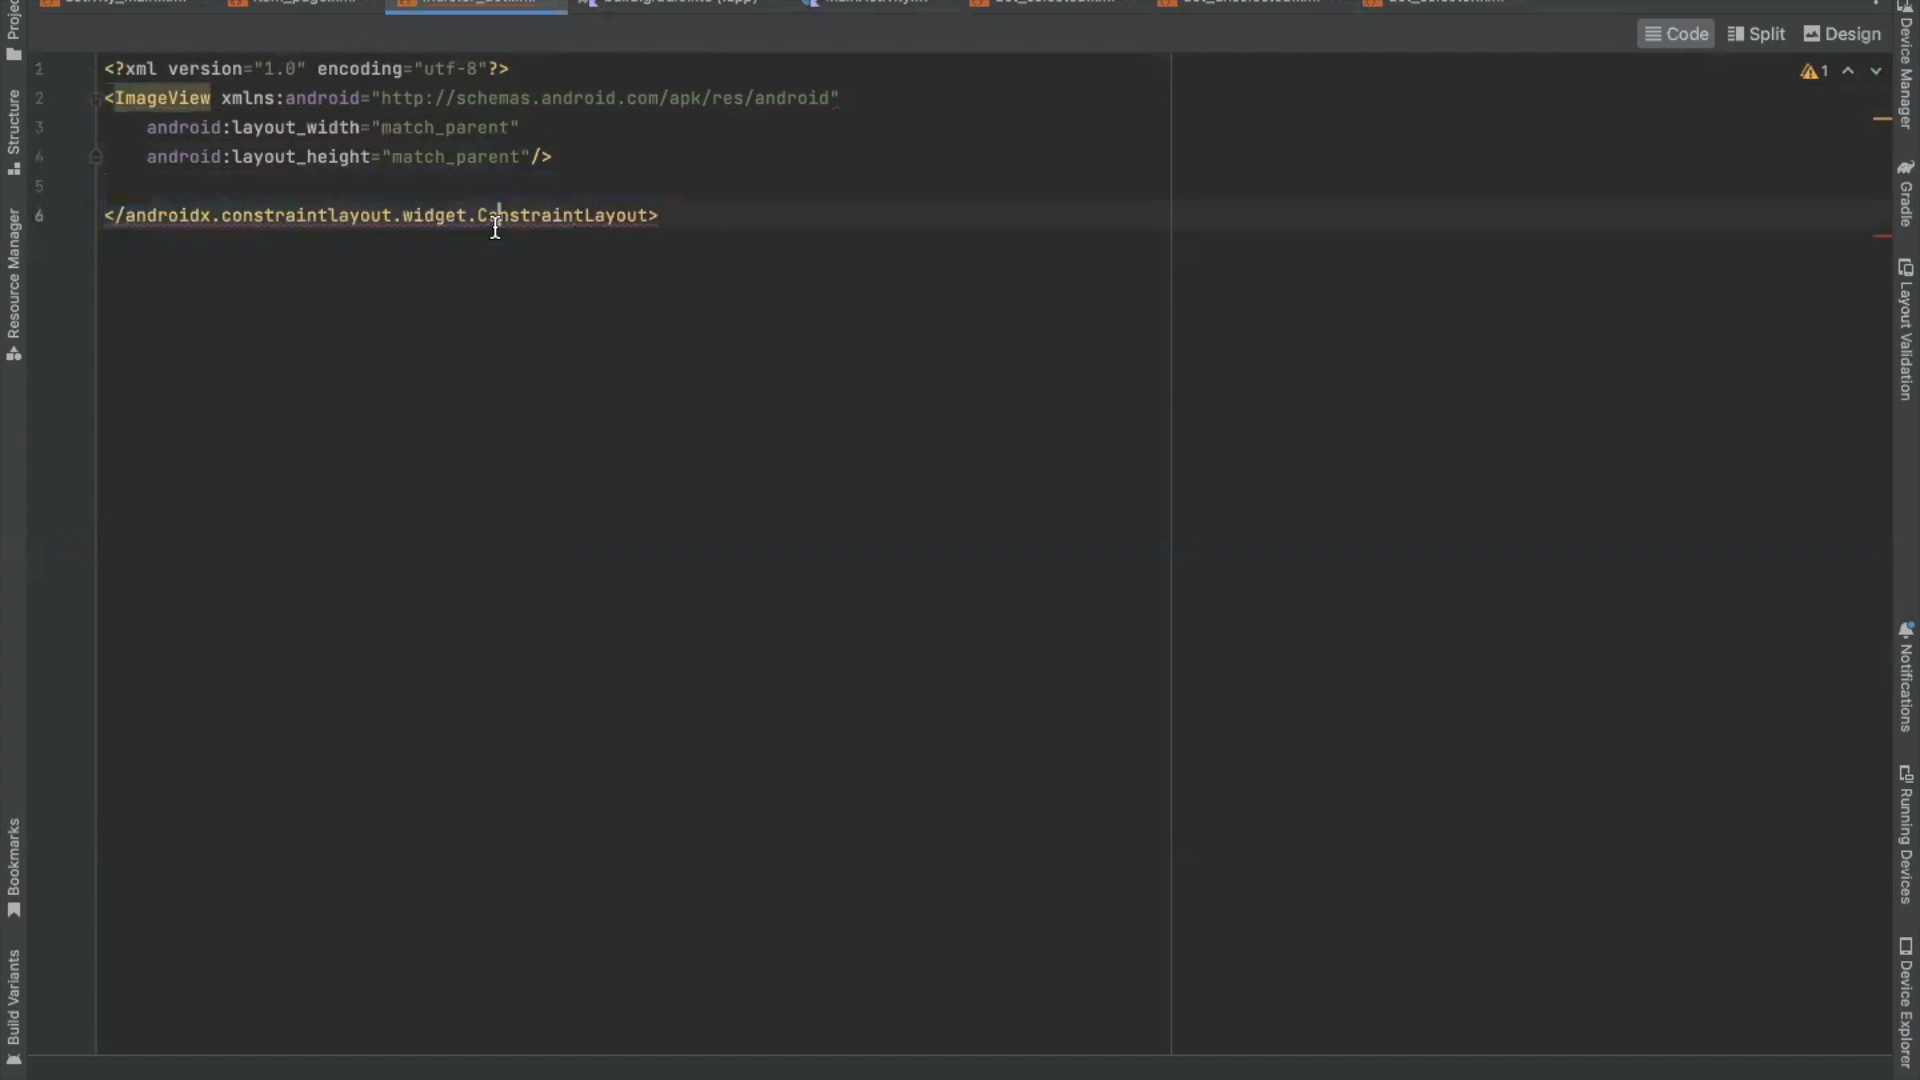 Code
Split
Design
1
<?xml version="1.0" encoding="utf-8"?>
1
2
<ImageView xmlns:android="http://schemas.android.com/apk/res/android"
3
android:layout_width="match_parent"
android:layout_height="match_parent"/>
5
6
</androidx.constraintlayout.widget.ConstraintLayout>
Structure
Resource Manager
Bookmarks
Build Variants
Device Manager
Gradle
Layout Validation
Notifications
Running Devices
Device Explorer